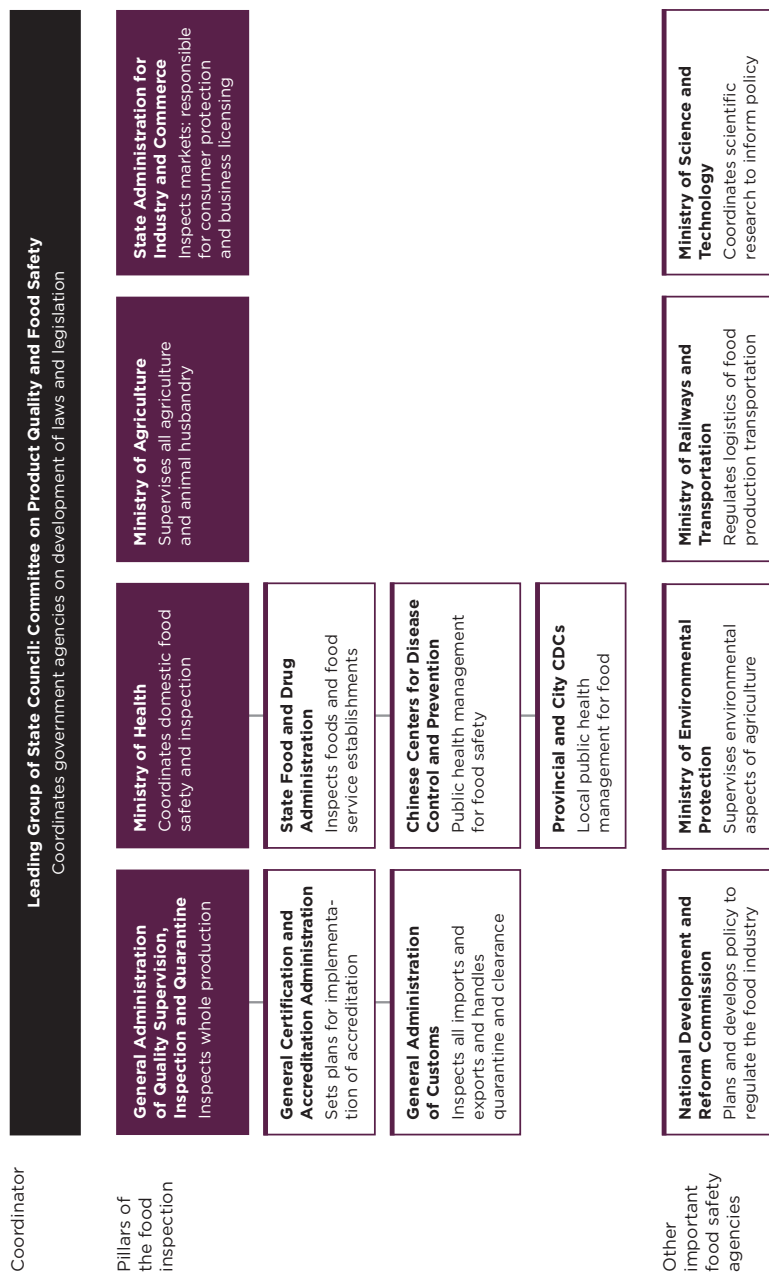 Coordinator
Leading Group of State Council: Committee on Product Quality and Food Safety
Coordinates government agencies on development of laws and legislation
Pillars of
the food
inspection
General Administration
of Quality Supervision,
Inspection and Quarantine
Inspects whole production
Ministry of Health
Coordinates domestic food
safety and inspection
Ministry of Agriculture
Supervises all agriculture
and animal husbandry
State Administration for
Industry and Commerce
Inspects markets: responsible
for consumer protection
and business licensing
General Certification and
Accreditation Administration
Sets plans for implementa-
tion of accreditation
State Food and Drug
Administration
Inspects foods and food
service establishments
General Administration
of Customs
Inspects all imports and
exports and handles
quarantine and clearance
Chinese Centers for Disease
Control and Prevention
Public health management
for food safety
Provincial and City CDCs
Local public health
management for food
Other
important
food safety
agencies
National Development and
Reform Commission
Plans and develops policy to
regulate the food industry
Ministry of Environmental
Protection
Supervises environmental
aspects of agriculture
Ministry of Railways and
Transportation
Regulates logistics of food
production transportation
Ministry of Science and
Technology
Coordinates scientific
research to inform policy